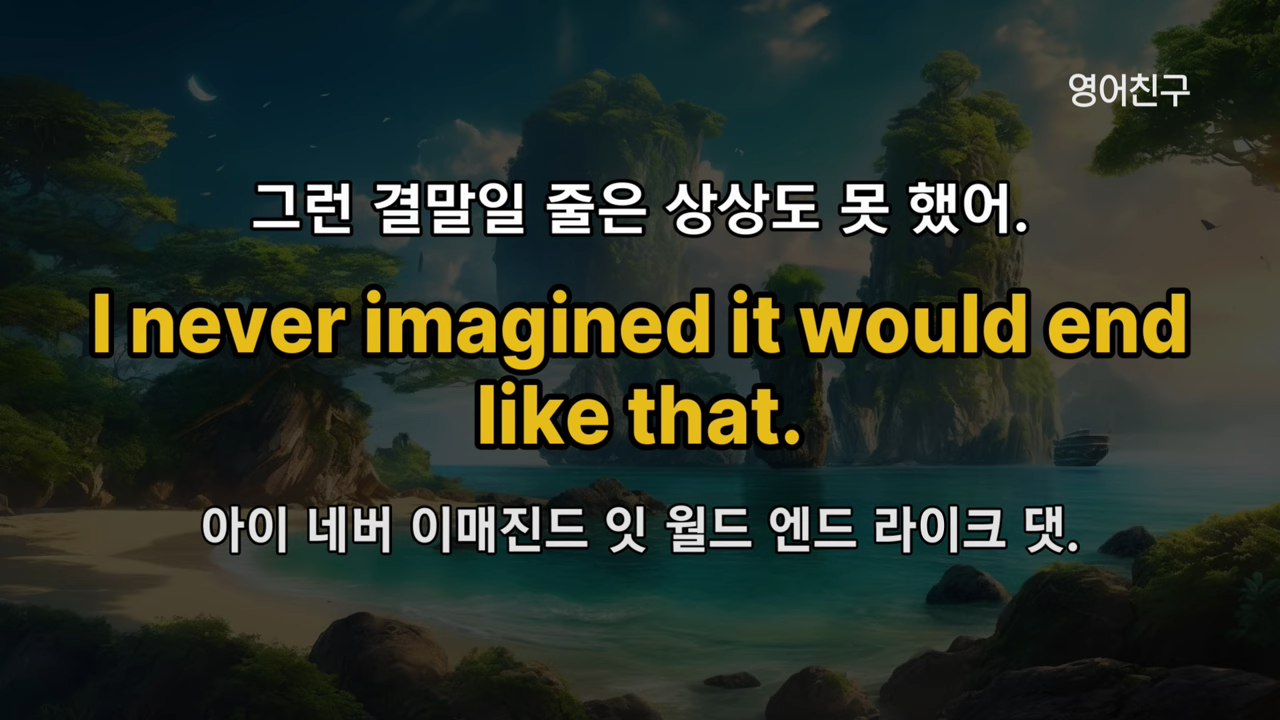 영어친구
그런 결말일 줄은 상상도 못 했어.
I never imagined it would end
like that.
아이 네버 이매진드 잇 월드 엔드 라이크 댓.